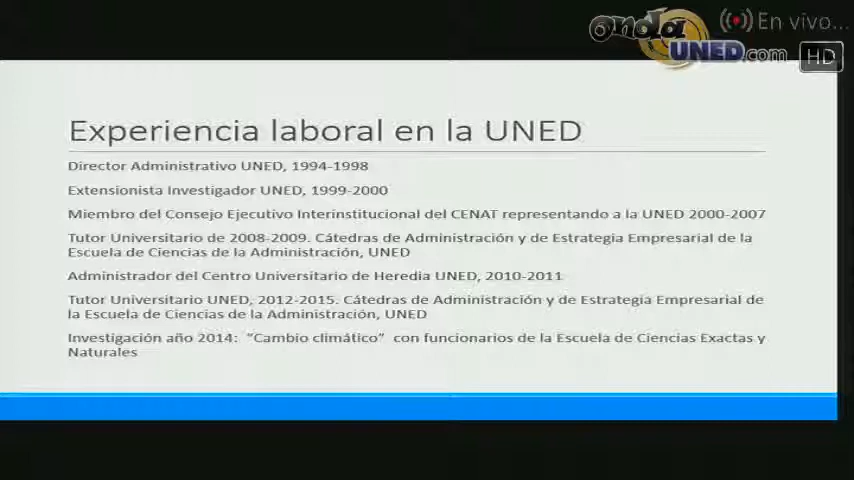 onda
UNED.com
En vivo...
HD
Experiencia laboral en la UNED
Director Administrativo UNED, 1994-1998
Extensionista Investigador UNED, 1999-2000
Miembro del Consejo Ejecutivo Interinstitucional del CENAT representando a la UNED 2000-2007
Tutor Universitario de 2008-2009. Cátedras de Administración y de Estrategia Empresarial de la
Escuela de Ciencias de la Administración, UNED
Administrador del Centro Universitario de Heredia UNED, 2010-2011
Tutor Universitario UNED, 2012-2015. Cátedras de Administración y de Estrategia Empresarial de
la Escuela de Ciencias de la Administración, UNED
Investigación año 2014: “Cambio climático” con funcionarios de la Escuela de Ciencias Exactas y
Naturales